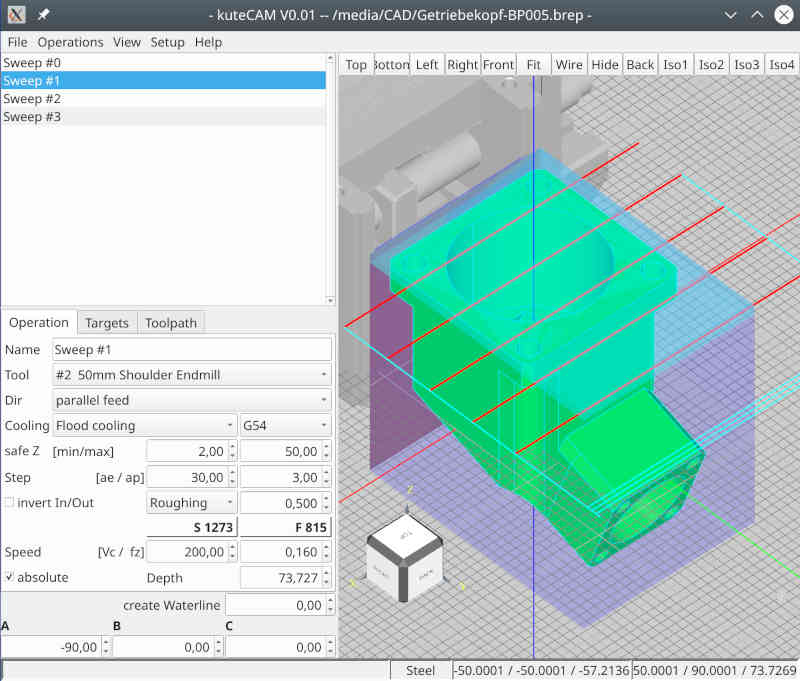 - kuteCAM V0.01 -- /media/CAD/Getriebekopf-BP005.brep -
File Operations View Setup Help
Sweep #0
Sweep #1
Sweep #2
Sweep #3
Top Bottom Left Right Front Fit Wire Hide Back Iso1 Iso2 Iso3 Iso4
Operation Targets Toolpath
Name Sweep #1
Tool #2 50mm Shoulder Endmill
Dir parallel feed
Cooling Flood cooling G54
safe Z [min/max] 2,00 50,00
Step [ae / ap] 30,00 3,00
invert In/Out Roughing 0,500
S 1273 F 815
Speed [Vc / fz] 200,00 0,160
absolute Depth 73,727
create Waterline 0,00
A B C
-90,00 0,00 0,00
Z
TOP
BACK
Steel -50.0001 / -50.0001 / -57.2136 50.0001 / 90.0001 / 73.7269